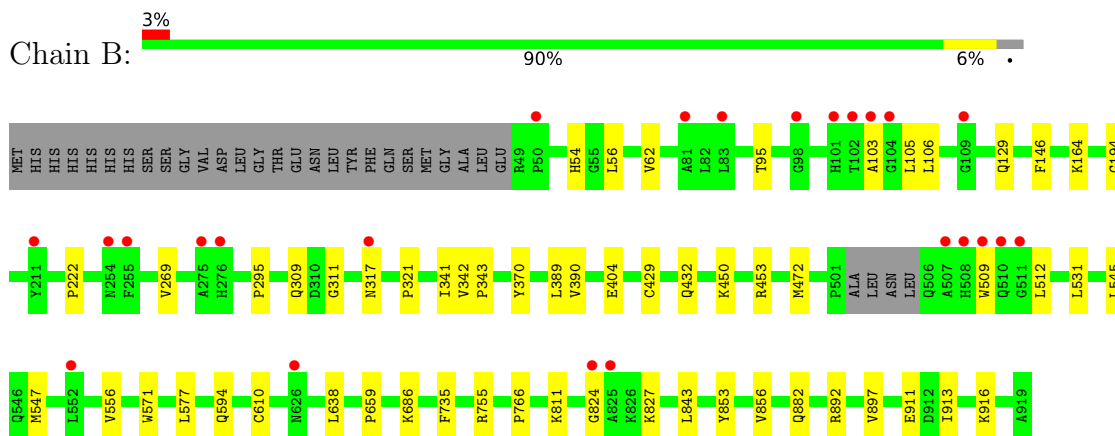 3%
Chain B:
90% 6% •
MET HIS HIS HIS HIS HIS HIS SER SER GLY VAL ASP LEU GLY THR GLU ASN LEU TYR PHE GLN SER MET GLY ALA LEU GLU R49 P50 H54 G55 L56 V62 A81 L82 L83 T95 G98 H101 T102 A103 G104 L105 L106 G109 Q129 F146 K164 G194
Y211 P222 N254 F255 V269 A275 H276 P295 Q309 D310 G311 N317 P321 I341 V342 P343 Y370 L389 V390 E404 C429 Q432 K450 R453 M472 P501 ALA LEU ASN LEU Q506 A507 H508 W509 Q510 G511 L512 L531 L545
Q546 M547 L552 V556 W571 L577 Q594 C610 N626 L638 P659 K686 F735 R755 P766 K811 G824 A825 K826 K827 L843 Y853 V856 Q882 R892 V897 E911 D912 I913 K916 A919